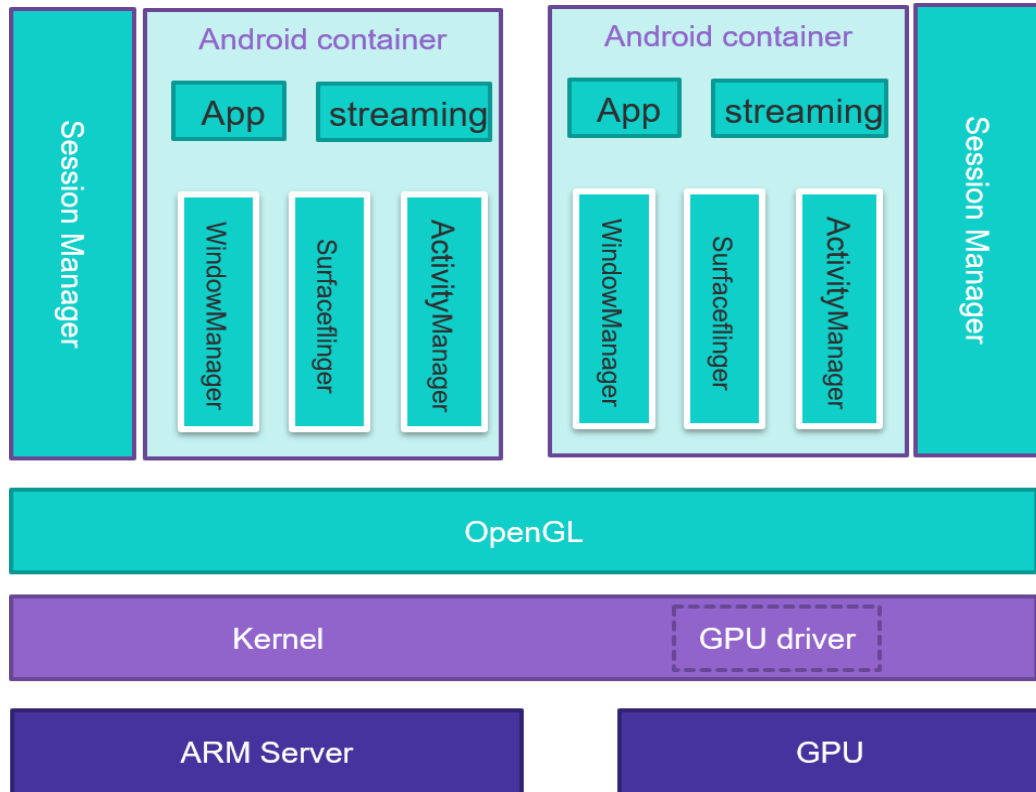 Session Manager
Android container
App
streaming
WindowManager
Surfaceflinger
ActivityManager
Android container
App
streaming
WindowManager
Surfaceflinger
ActivityManager
Session Manager
OpenGL
Kernel
GPU driver
ARM Server
GPU